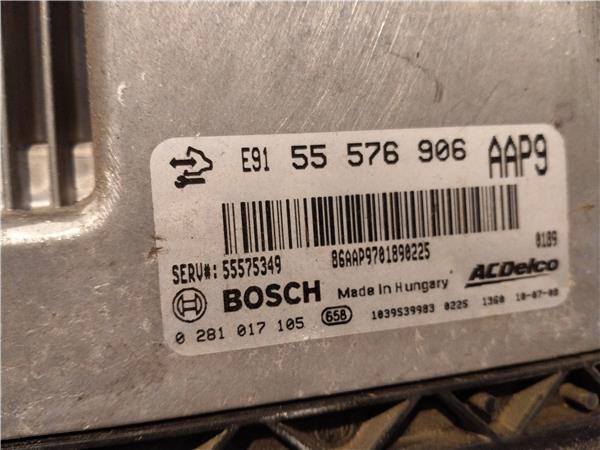 E91 55 576 906 AAP9
SERV#: 55575349 86AAP9701890225 0189
BOSCH Made in Hungary ACDelco
0 281 017 105 658 1039S39983 0225 1360 10-07-08